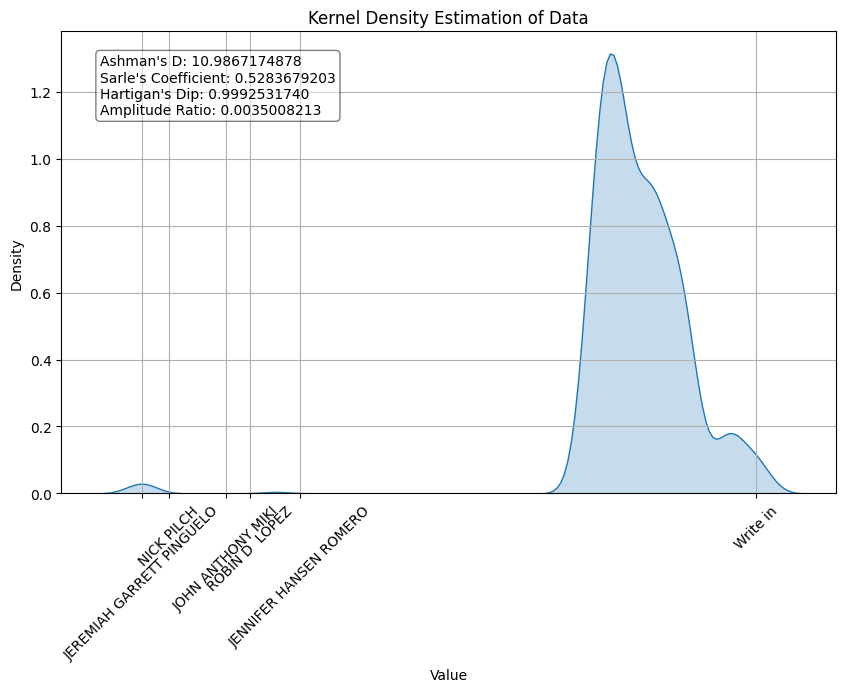 Kernel Density Estimation of Data
Ashman's D: 10.9867174878
Sarle's Coefficient: 0.5283679203
Hartigan's Dip: 0.9992531740
Amplitude Ratio: 0.0035008213
1.2
1.0
0.8
0.6
0.4
0.2
0.0
Density
NICK PILCH
JEREMIAH GARRETT PINGUELO
JOHN ANTHONY MIKI
ROBIN D  LOPEZ
JENNIFER HANSEN ROMERO
Write in
Value